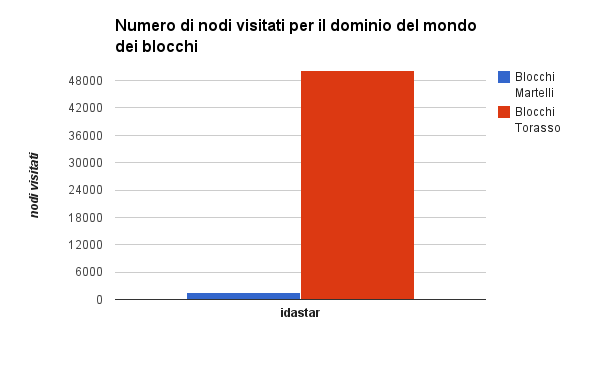 Numero di nodi visitati per il dominio del mondo
dei blocchi
48000
42000
36000
30000
24000
18000
12000
6000
0
nodi visitati
idastar
Blocchi
Martelli
Blocchi
Torasso